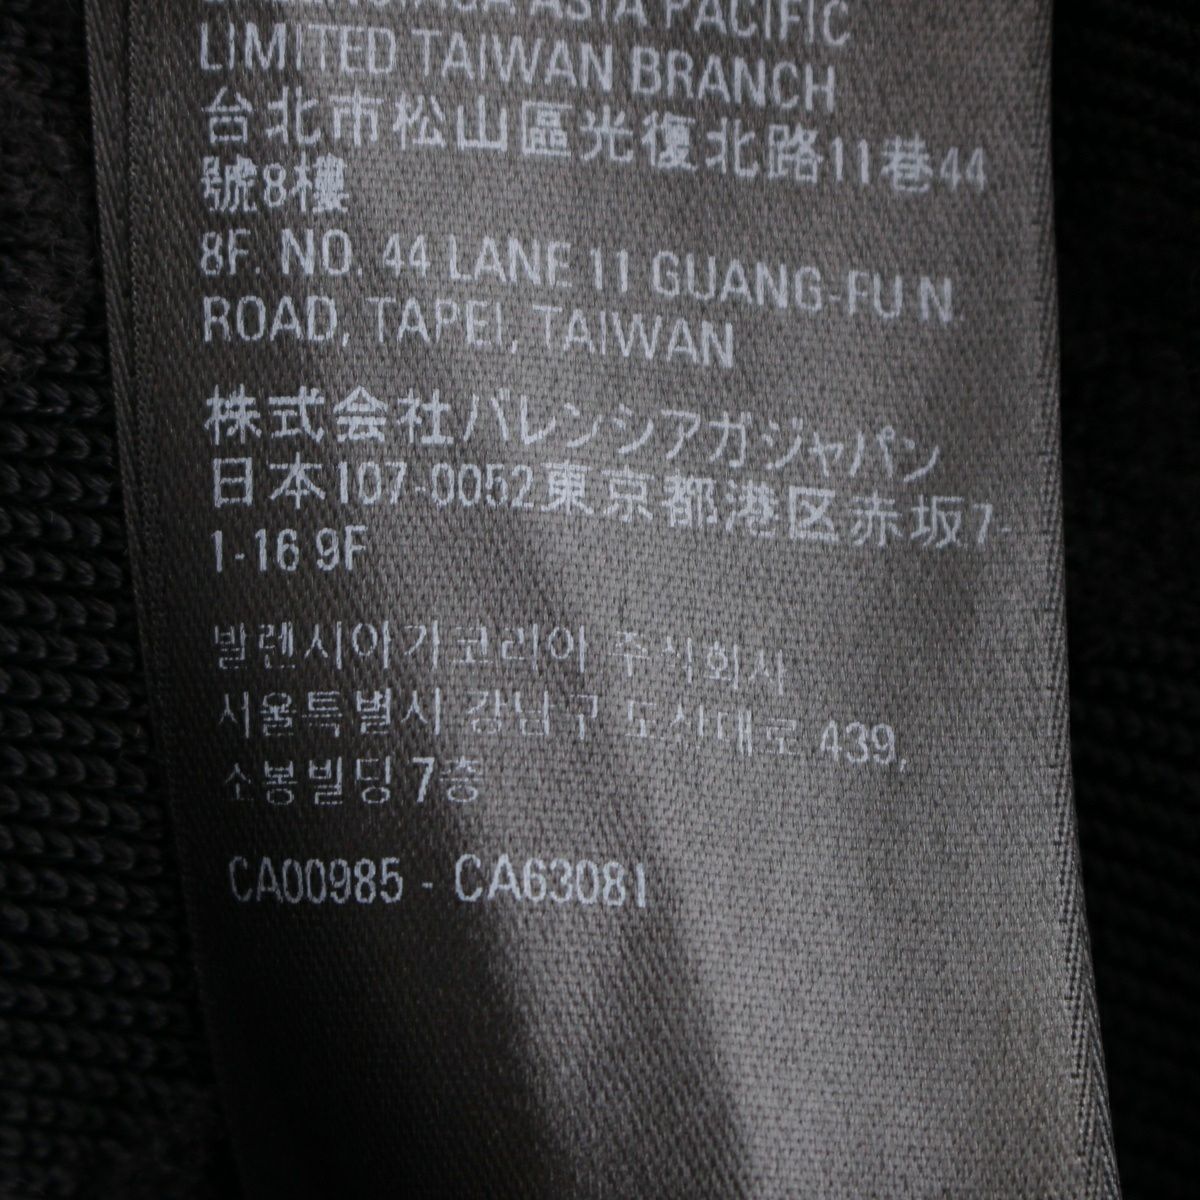 ASIA PACIFIC
LIMITED TAIWAN BRANCH
台北市松山區光復北路11巷44
號8樓
8F. NO. 44 LANE 11 GUANG-FU N.
ROAD, TAPEI, TAIWAN
株式会社バレンシアガジャパン
日本107-0052東京都港区赤坂7-
1-16 9F
발렌시아가코리아 주식회사
서울특별시 강남구 도산대로 439,
소봉빌딩 7층
CA00985 - CA63081